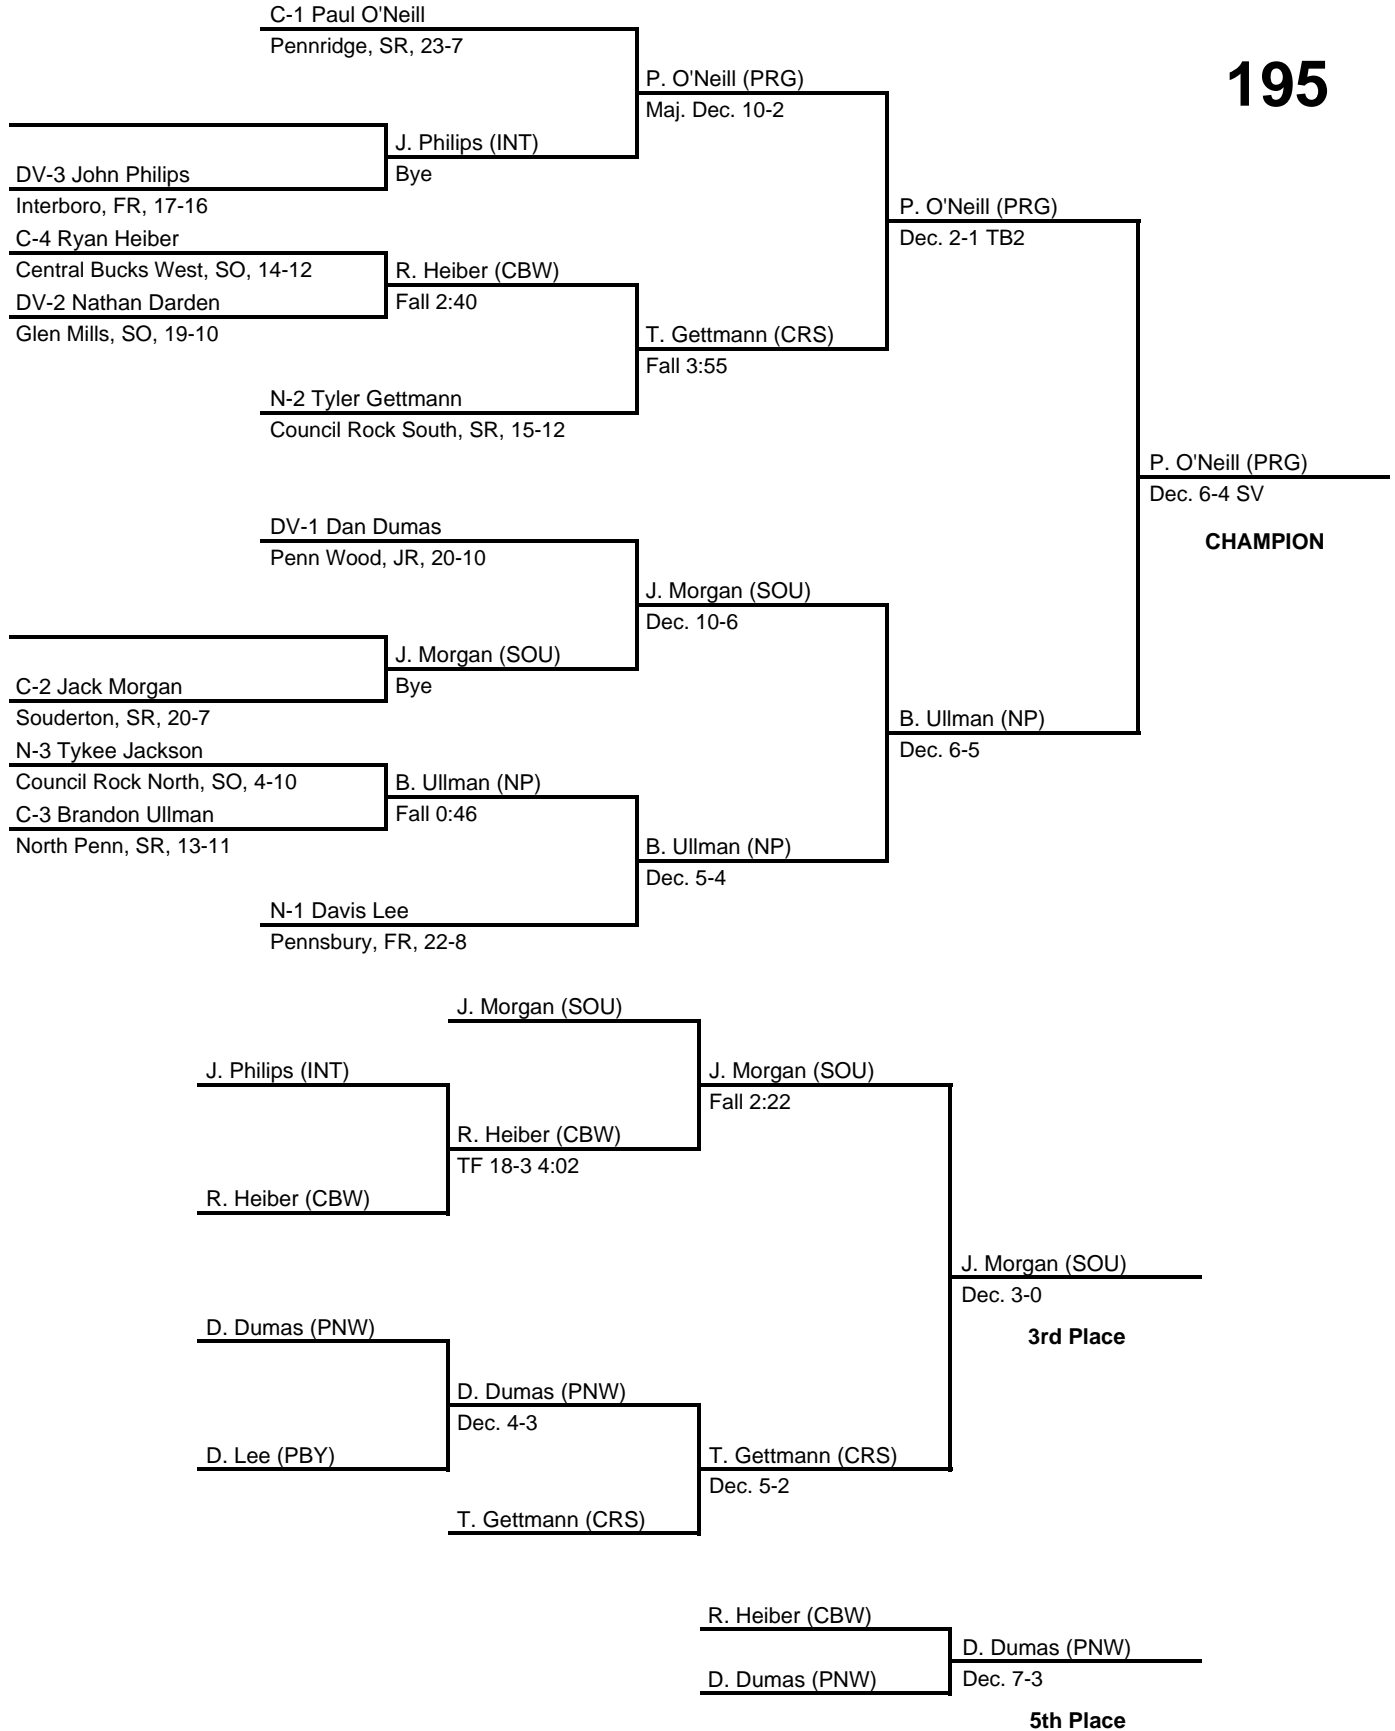 C-1 Paul O'Neill
Pennridge, SR, 23-7
195
P. O'Neill (PRG)
Maj. Dec. 10-2
J. Philips (INT)
Bye
DV-3 John Philips
Interboro, FR, 17-16
P. O'Neill (PRG)
Dec. 2-1 TB2
C-4 Ryan Heiber
Central Bucks West, SO, 14-12
R. Heiber (CBW)
Fall 2:40
DV-2 Nathan Darden
Glen Mills, SO, 19-10
T. Gettmann (CRS)
Fall 3:55
N-2 Tyler Gettmann
Council Rock South, SR, 15-12
P. O'Neill (PRG)
Dec. 6-4 SV
CHAMPION
DV-1 Dan Dumas
Penn Wood, JR, 20-10
J. Morgan (SOU)
Dec. 10-6
J. Morgan (SOU)
Bye
C-2 Jack Morgan
Souderton, SR, 20-7
B. Ullman (NP)
Dec. 6-5
N-3 Tykee Jackson
Council Rock North, SO, 4-10
B. Ullman (NP)
Fall 0:46
C-3 Brandon Ullman
North Penn, SR, 13-11
B. Ullman (NP)
Dec. 5-4
N-1 Davis Lee
Pennsbury, FR, 22-8
J. Morgan (SOU)
J. Philips (INT)
J. Morgan (SOU)
Fall 2:22
R. Heiber (CBW)
TF 18-3 4:02
R. Heiber (CBW)
J. Morgan (SOU)
Dec. 3-0
3rd Place
D. Dumas (PNW)
D. Dumas (PNW)
Dec. 4-3
D. Lee (PBY)
T. Gettmann (CRS)
Dec. 5-2
T. Gettmann (CRS)
R. Heiber (CBW)
D. Dumas (PNW)
Dec. 7-3
D. Dumas (PNW)
5th Place